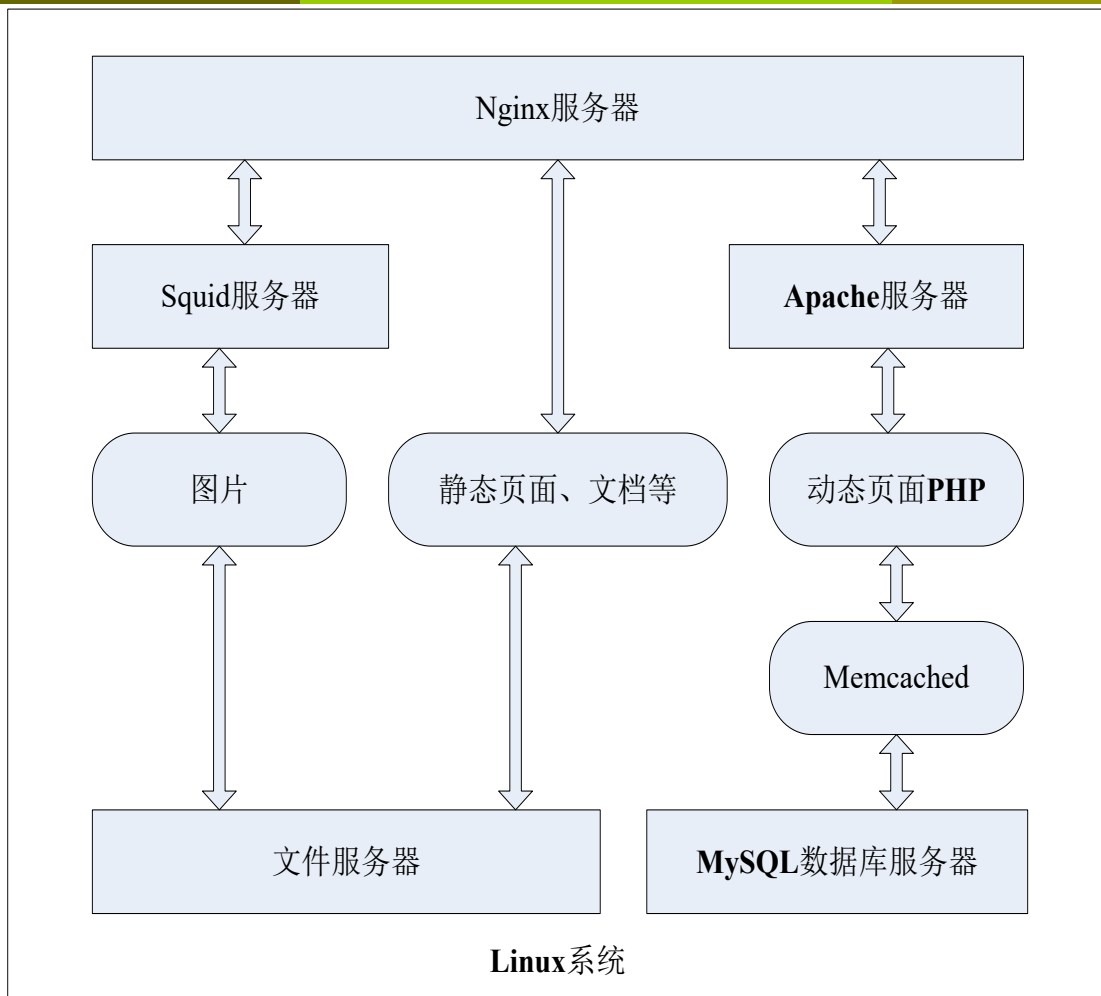 Nginx服务器
Squid服务器
Apache服务器
图片
静态页面、文档等
动态页面PHP
Memcached
文件服务器
MySQL数据库服务器
Linux系统